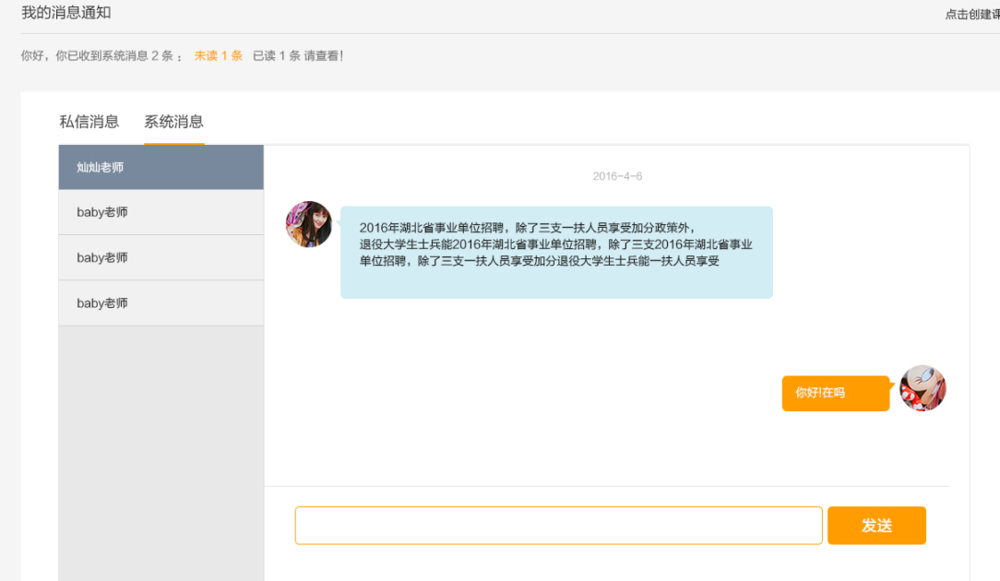 我的消息通知
点击创建课
你好，你已收到系统消息 2 条 ： 未读 1 条 已读 1 条 请查看！
私信消息 系统消息
灿灿老师
baby老师
baby老师
baby老师
2016-4-6
2016年湖北省事业单位招聘，除了三支一扶人员享受加分政策外，
退役大学生士兵能2016年湖北省事业单位招聘，除了三支2016年湖北省事业
单位招聘，除了三支一扶人员享受加分退役大学生士兵能一扶人员享受
你好!在吗
发送